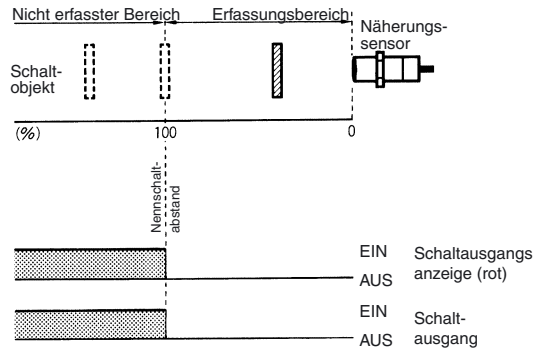 Nicht erfasster Bereich
Erfassungsbereich
Näherungs-
sensor
Schalt-
objekt
(%)
100
0
Nennschalt-
abstand
EIN
AUS
Schaltausgangs
anzeige (rot)
EIN
AUS
Schalt-
ausgang